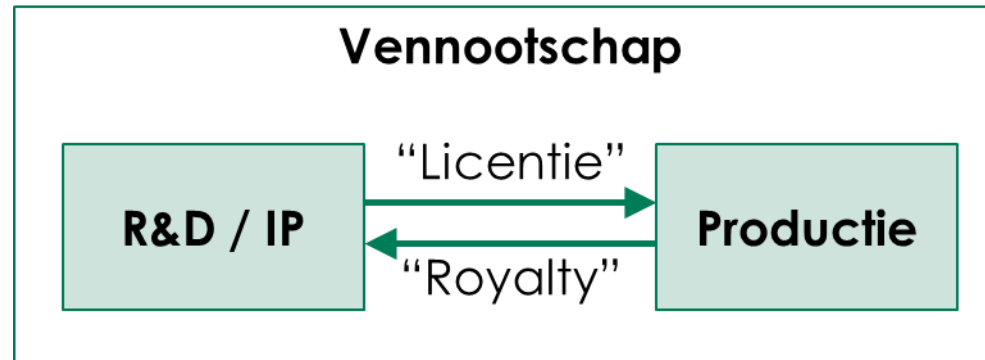 Vennootschap
“Licentie”
R&D / IP
Productie
“Royalty”